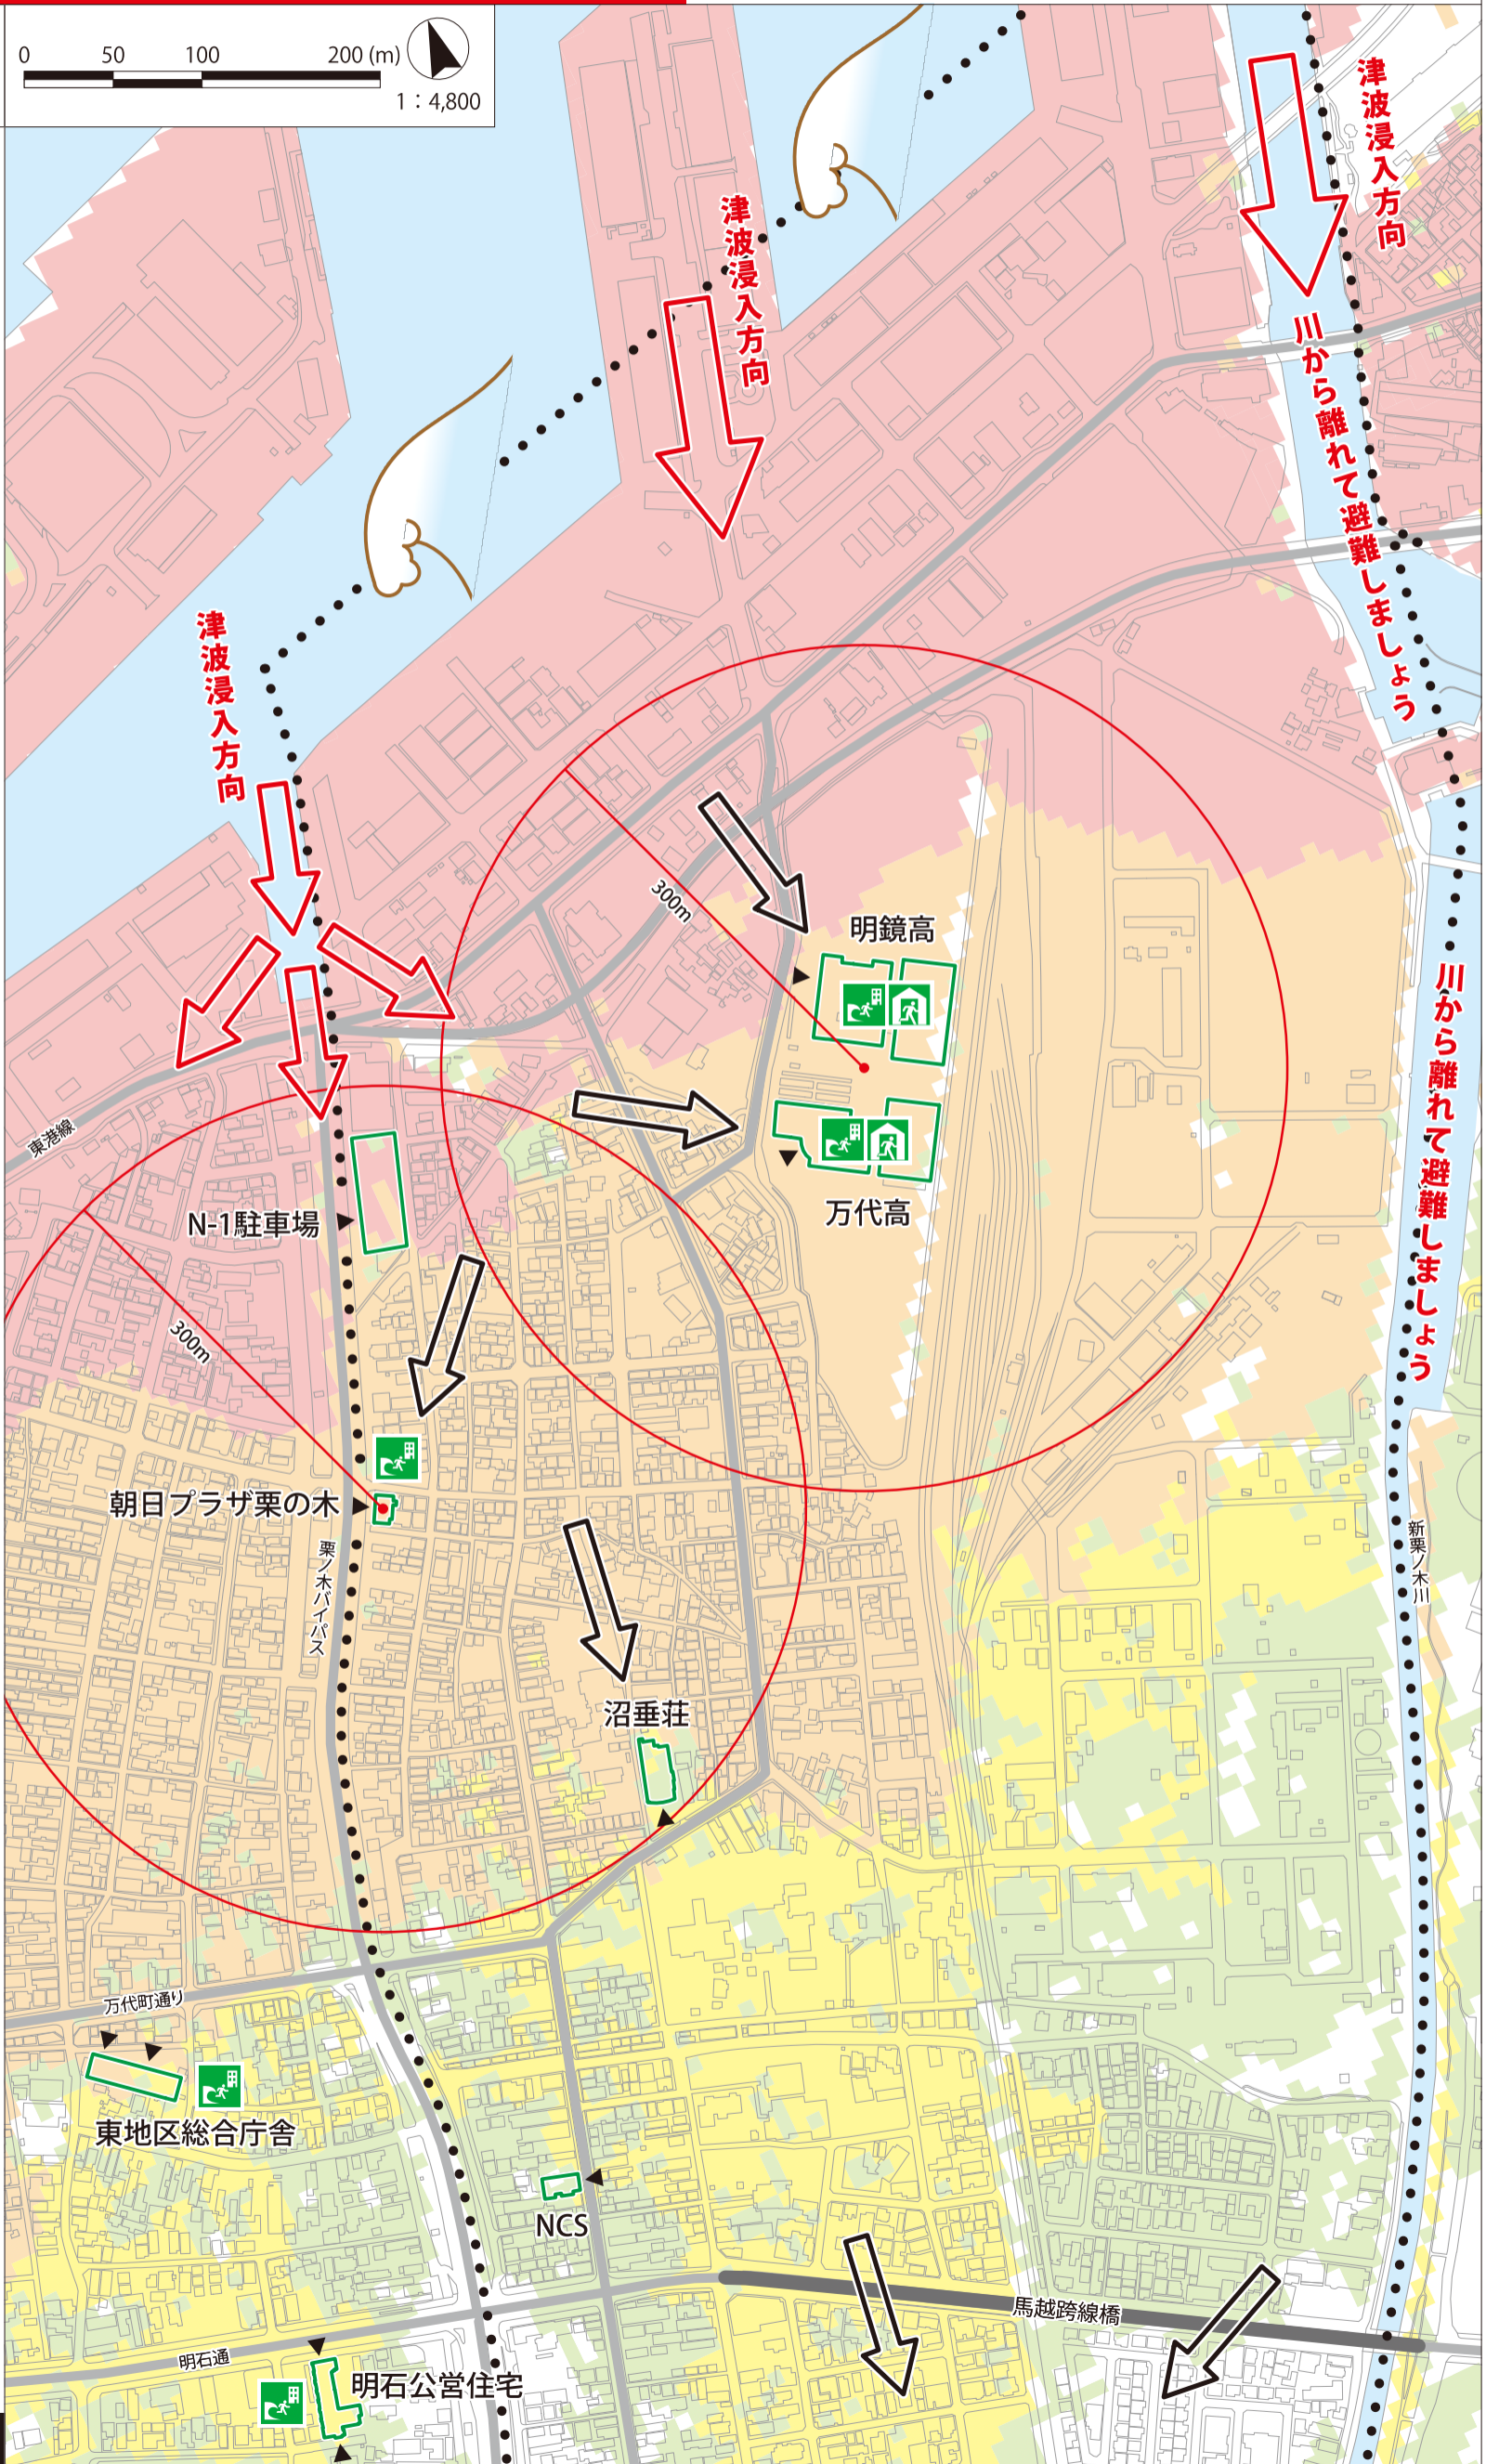 0 50 100 200 (m)
1：4,800
津波浸入方向
津波浸入方向
川から離れて避難しましょう
津波浸入方向
300m
明鏡高
東港線
万代高
N-1駐車場
300m
川から離れて避難しましょう
朝日プラザ栗の木
栗ノ木バイパス
新栗ノ木川
沼垂荘
万代町通り
東地区総合庁舎
NCS
馬越跨線橋
明石通
明石公営住宅